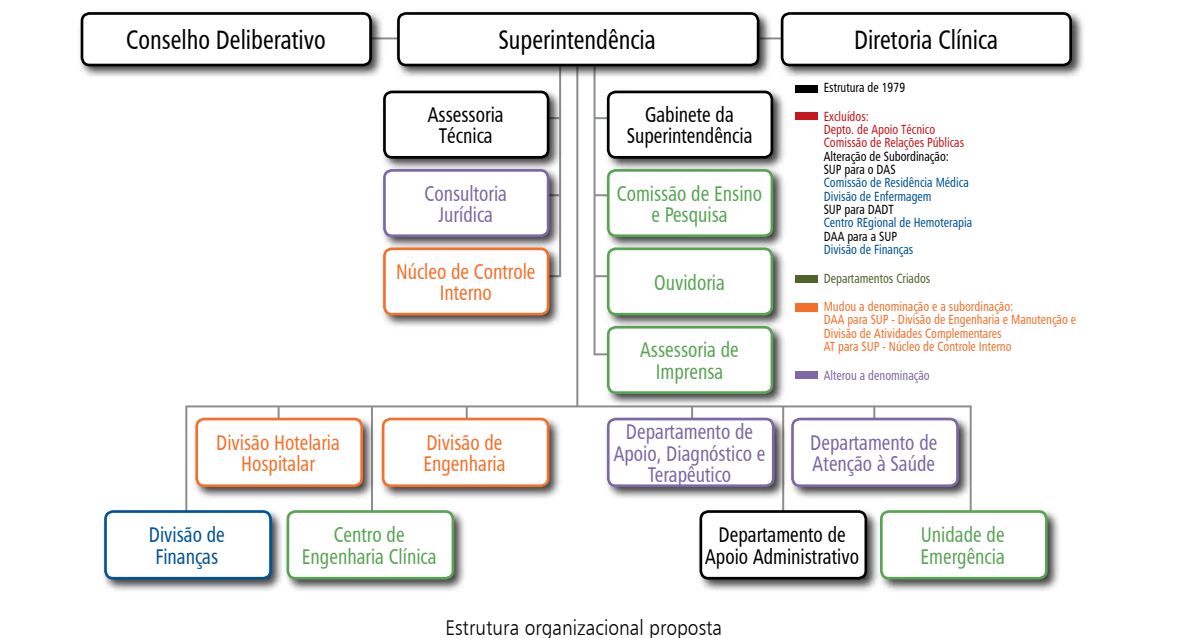 Conselho Deliberativo
Superintendência
Diretoria Clínica
Assessoria
Técnica
Gabinete da
Superintendência
Consultoria
Jurídica
Comissão de Ensino
e Pesquisa
Núcleo de Controle
Interno
Ouvidoria
Assessoria de
Imprensa
Estrutura de 1979
Excluídos:
Depto. de Apoio Técnico
Comissão de Relações Públicas
Alteração de Subordinação:
SUP para o DAS
Comissão de Residência Médica
Divisão de Enfermagem
SUP para DADT
Centro REgional de Hemoterapia
DAA para a SUP
Divisão de Finanças
Departamentos Criados
Mudou a denominação e a subordinação:
DAA para SUP - Divisão de Engenharia e Manutenção e
Divisão de Atividades Complementares
AT para SUP - Núcleo de Controle Interno
Alterou a denominação
Divisão Hotelaria
Hospitalar
Divisão de
Engenharia
Departamento de
Apoio, Diagnóstico e
Terapêutico
Departamento de
Atenção à Saúde
Divisão de
Finanças
Centro de
Engenharia Clínica
Departamento de
Apoio Administrativo
Unidade de
Emergência
Estrutura organizacional proposta